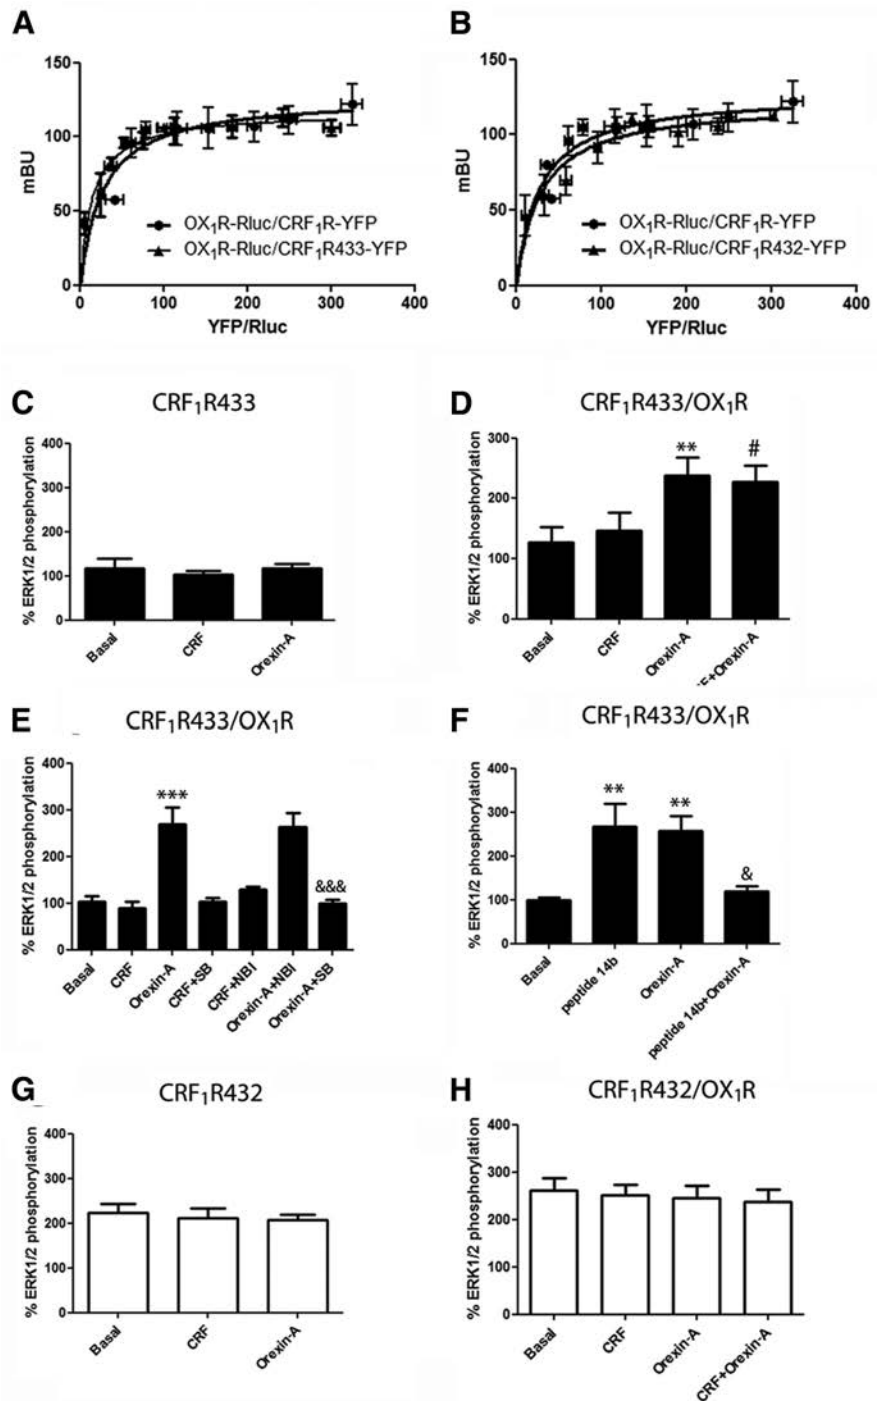 A
150
100
50
0
mBU
OX₁R-Rluc/CRF₁R-YFP
OX₁R-Rluc/CRF₁R433-YFP
0 100 200 300 400
YFP/Rluc
B
150
100
50
0
mBU
OX₁R-Rluc/CRF₁R-YFP
OX₁R-Rluc/CRF₁R432-YFP
0 100 200 300 400
YFP/Rluc
C
CRF₁R433
% ERK1/2 phosphorylation
400
300
200
100
0
Basal
CRF
Orexin-A
D
CRF₁R433/OX₁R
% ERK1/2 phosphorylation
300
200
100
0
** #
Basal
CRF
Orexin-A
F+Orexin-A
E
CRF₁R433/OX₁R
% ERK1/2 phosphorylation
400
300
200
100
0
*** &&&
Basal
CRF
Orexin-A
CRF+SB
CRF+NBI
Orexin-A+NBI
Orexin-A+SB
F
CRF₁R433/OX₁R
% ERK1/2 phosphorylation
400
300
200
100
0
** ** &
Basal
peptide 14b
Orexin-A
peptide 14b+Orexin-A
G
CRF₁R432
% ERK1/2 phosphorylation
400
300
200
100
0
Basal
CRF
Orexin-A
H
CRF₁R432/OX₁R
% ERK1/2 phosphorylation
400
300
200
100
0
Basal
CRF
Orexin-A
CRF+Orexin-A